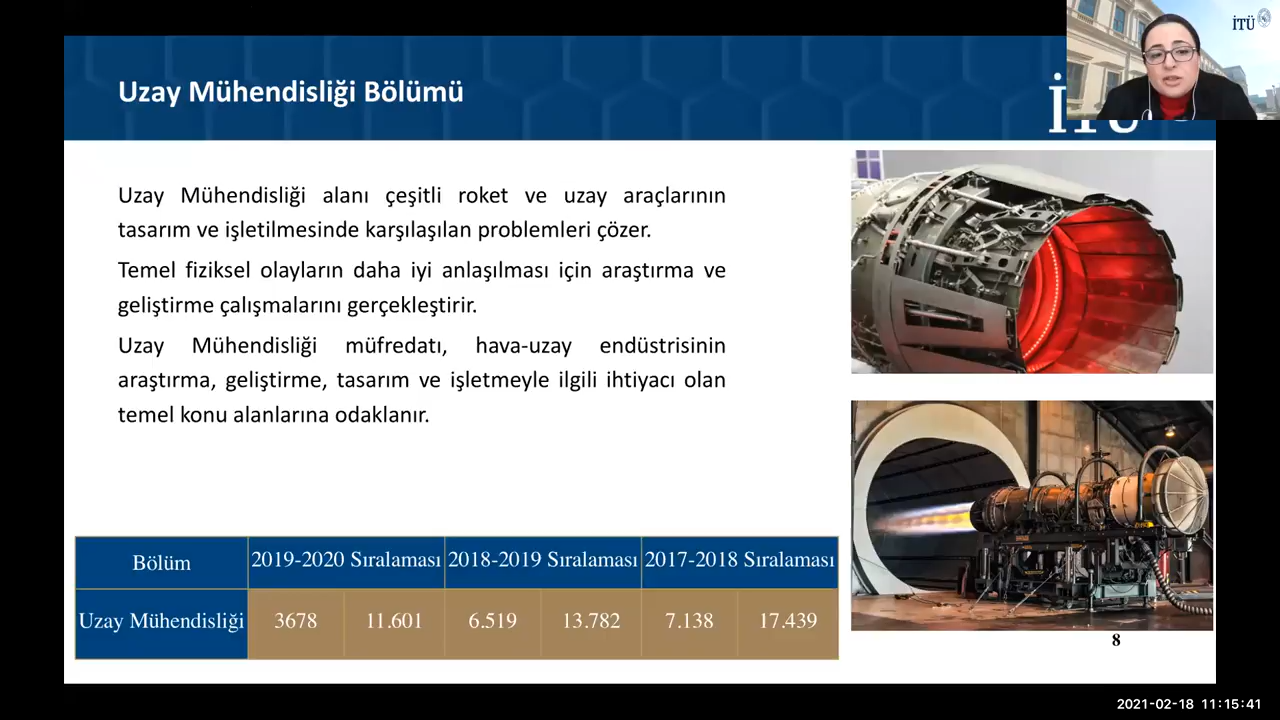 İTÜ
Uzay Mühendisliği Bölümü
Uzay Mühendisliği alanı çeşitli roket ve uzay araçlarının
tasarım ve işletilmesinde karşılaşılan problemleri çözer.
Temel fiziksel olayların daha iyi anlaşılması için araştırma ve
geliştirme çalışmalarını gerçekleştirir.
Uzay Mühendisliği müfredatı, hava-uzay endüstrisinin
araştırma, geliştirme, tasarım ve işletmeyle ilgili ihtiyacı olan
temel konu alanlarına odaklanır.
Bölüm 2019-2020 Sıralaması 2018-2019 Sıralaması 2017-2018 Sıralaması
Uzay Mühendisliği 3678 11.601 6.519 13.782 7.138 17.439
8
2021-02-18 11:15:41